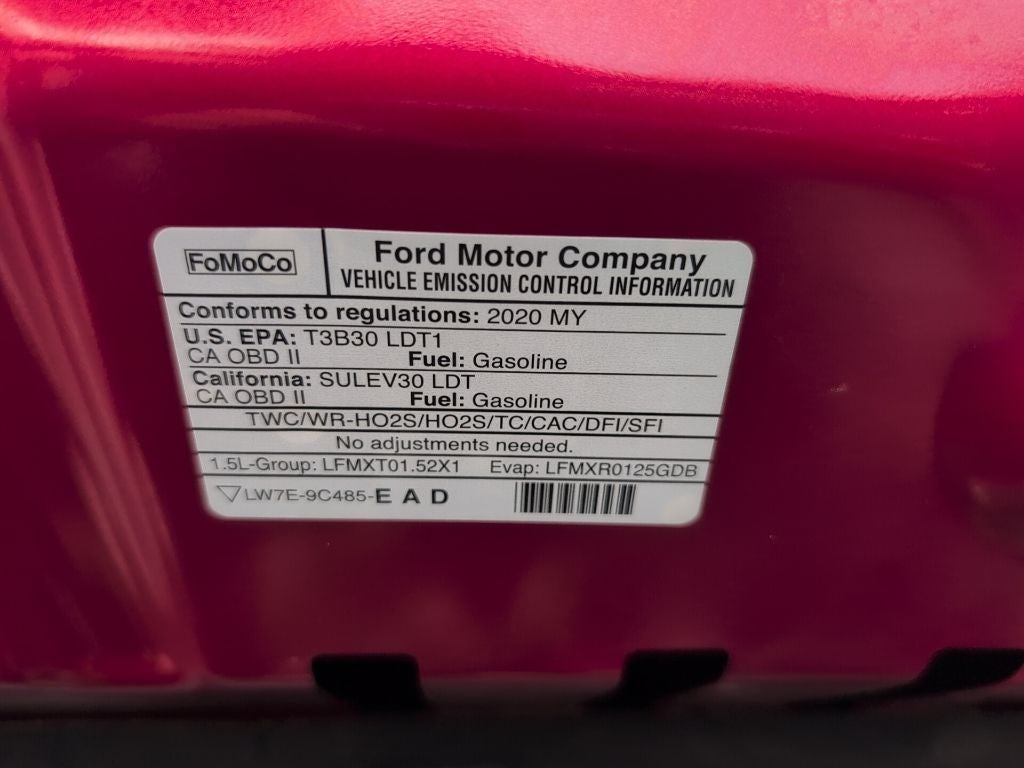 FoMoCo
Ford Motor Company
VEHICLE EMISSION CONTROL INFORMATION
Conforms to regulations: 2020 MY
U.S. EPA: T3B30 LDT1
CA OBD II Fuel: Gasoline
California: SULEV30 LDT
CA OBD II Fuel: Gasoline
TWC/WR-HO2S/HO2S/TC/CAC/DFI/SFI
No adjustments needed.
1.5L-Group: LFMXT01.52X1 Evap: LFMXR0125GDB
LW7E-9C485-E A D